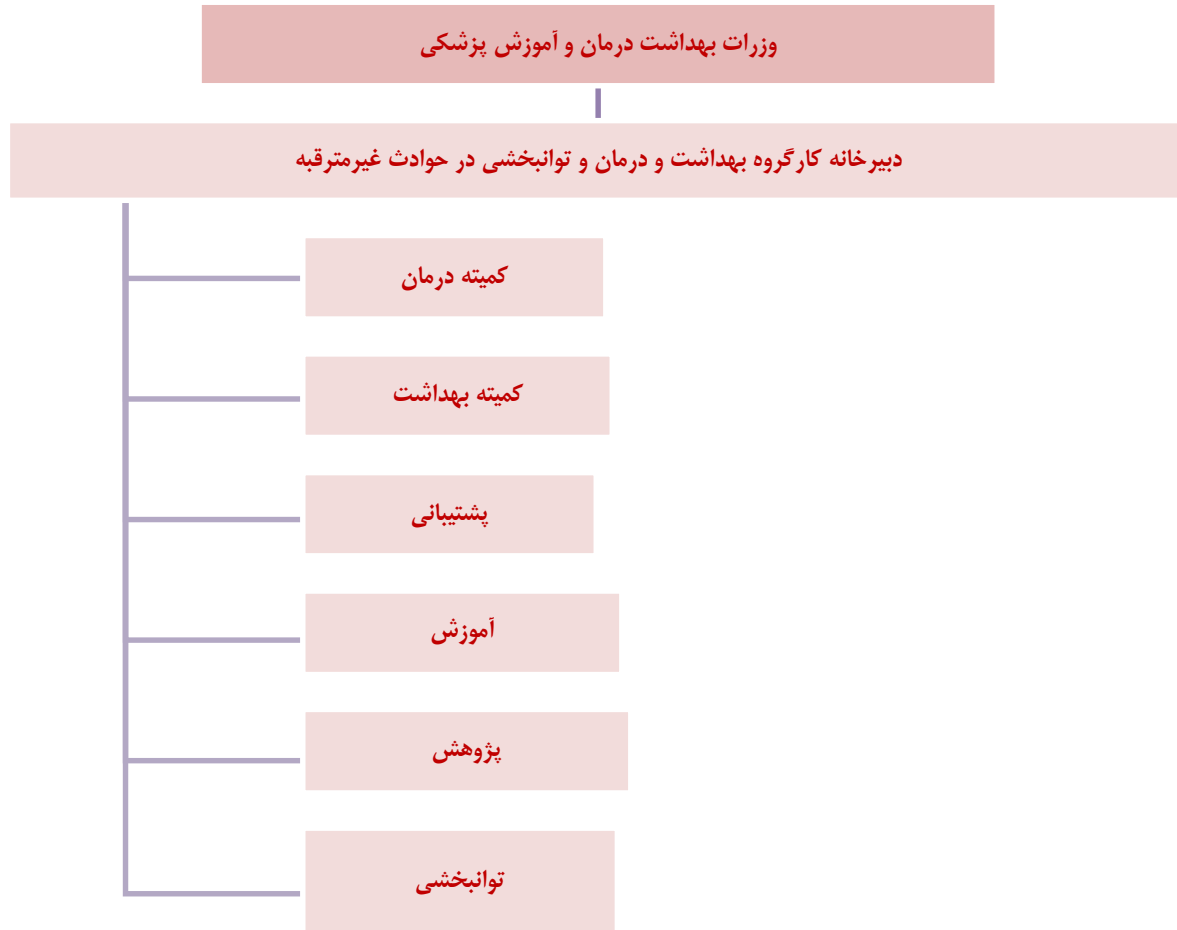 وزرات بهداشت درمان و آموزش پزشکی
دبیرخانه کارگروه بهداشت و درمان و توانبخشی در حوادث غیرمترقبه
کمیته درمان
کمیته بهداشت
پشتیبانی
آموزش
پژوهش
توانبخشی